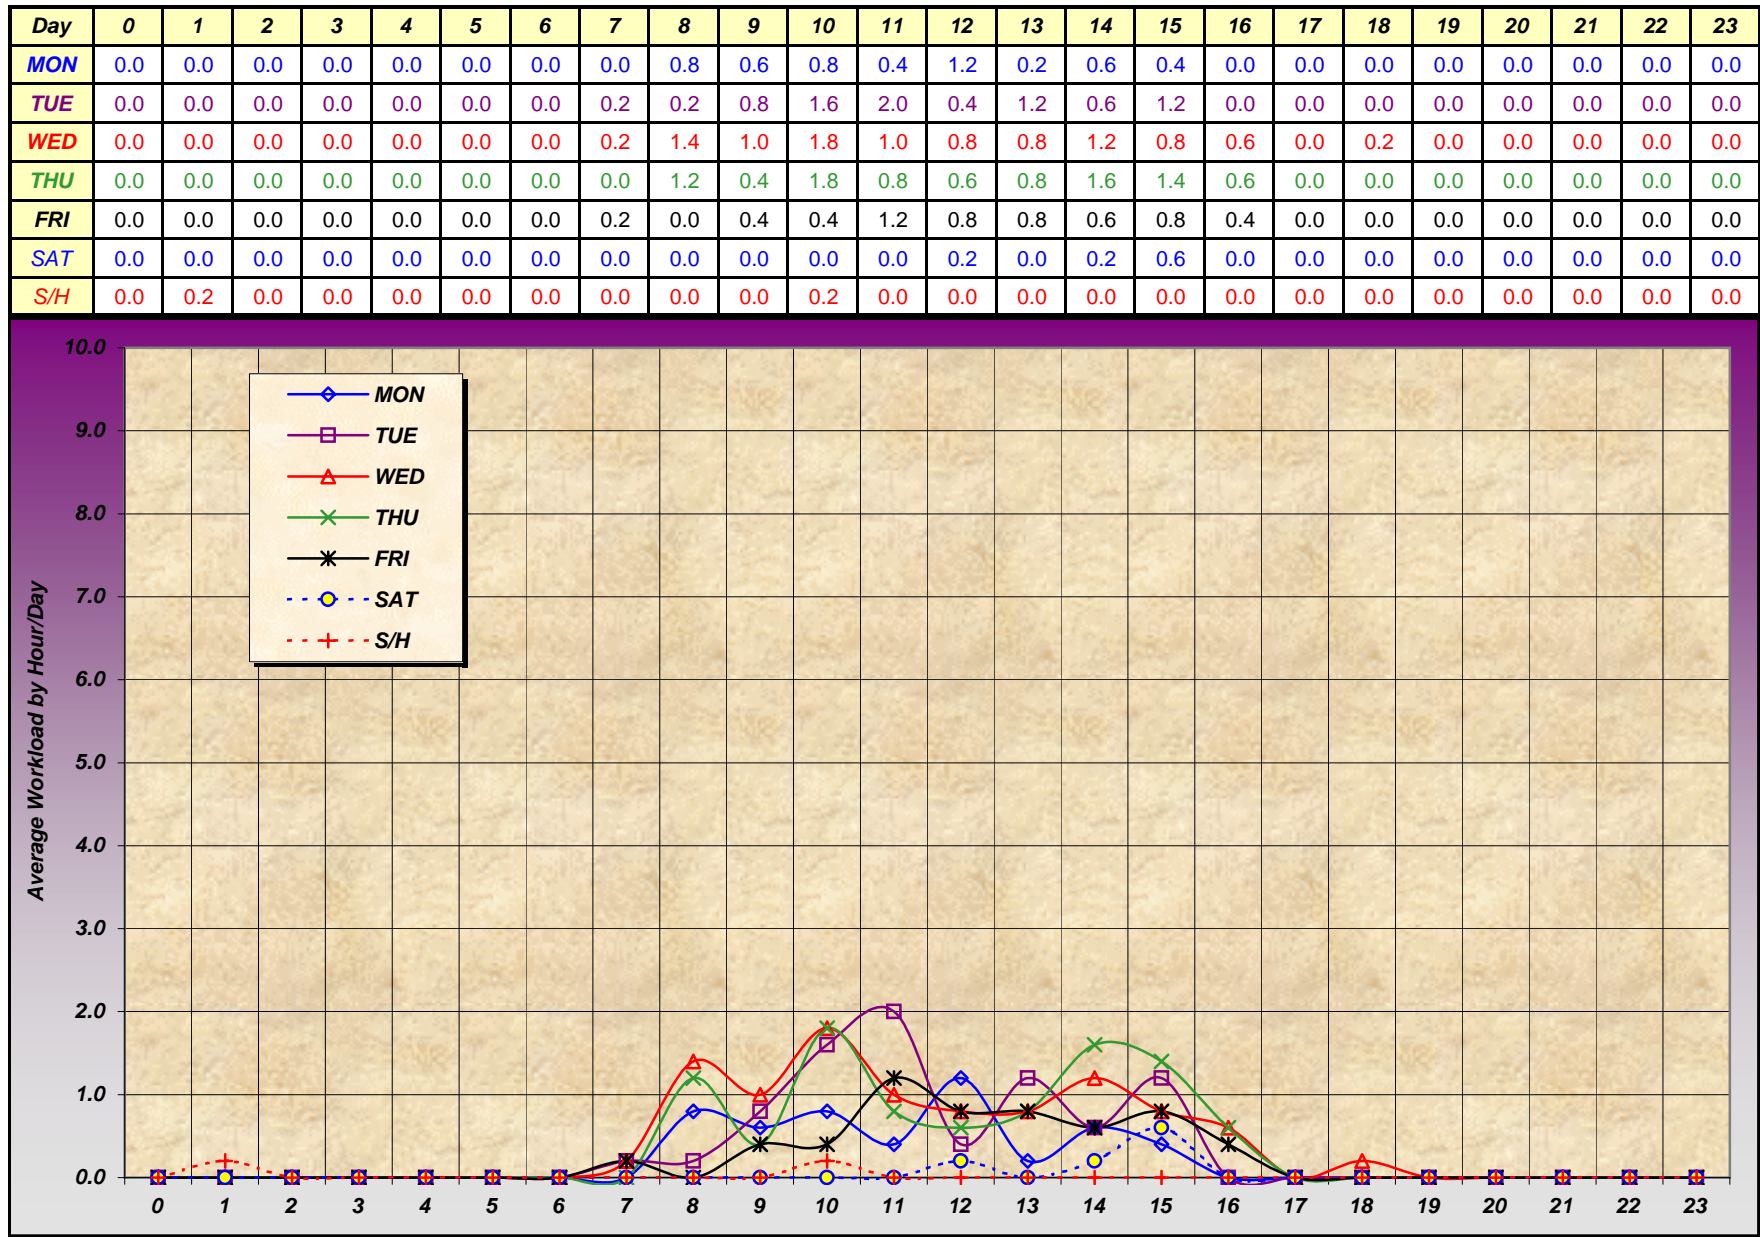 Day 0 1 2 3 4 5 6 7 8 9 10 11 12 13 14 15 16 17 18 19 20 21 22 23
MON 0.0 0.0 0.0 0.0 0.0 0.0 0.0 0.0 0.8 0.6 0.8 0.4 1.2 0.2 0.6 0.4 0.0 0.0 0.0 0.0 0.0 0.0 0.0 0.0
TUE 0.0 0.0 0.0 0.0 0.0 0.0 0.0 0.2 0.2 0.8 1.6 2.0 0.4 1.2 0.6 1.2 0.0 0.0 0.0 0.0 0.0 0.0 0.0 0.0
WED 0.0 0.0 0.0 0.0 0.0 0.0 0.0 0.2 1.4 1.0 1.8 1.0 0.8 0.8 1.2 0.8 0.6 0.0 0.2 0.0 0.0 0.0 0.0 0.0
THU 0.0 0.0 0.0 0.0 0.0 0.0 0.0 0.0 1.2 0.4 1.8 0.8 0.6 0.8 1.6 1.4 0.6 0.0 0.0 0.0 0.0 0.0 0.0 0.0
FRI 0.0 0.0 0.0 0.0 0.0 0.0 0.0 0.2 0.0 0.4 0.4 1.2 0.8 0.8 0.6 0.8 0.4 0.0 0.0 0.0 0.0 0.0 0.0 0.0
SAT 0.0 0.0 0.0 0.0 0.0 0.0 0.0 0.0 0.0 0.0 0.0 0.0 0.2 0.0 0.2 0.6 0.0 0.0 0.0 0.0 0.0 0.0 0.0 0.0
S/H 0.0 0.2 0.0 0.0 0.0 0.0 0.0 0.0 0.0 0.0 0.2 0.0 0.0 0.0 0.0 0.0 0.0 0.0 0.0 0.0 0.0 0.0 0.0 0.0
Average Workload by Hour/Day
10.0
9.0
8.0
7.0
6.0
5.0
4.0
3.0
2.0
1.0
0.0
MON
TUE
WED
THU
FRI
SAT
S/H
0 1 2 3 4 5 6 7 8 9 10 11 12 13 14 15 16 17 18 19 20 21 22 23